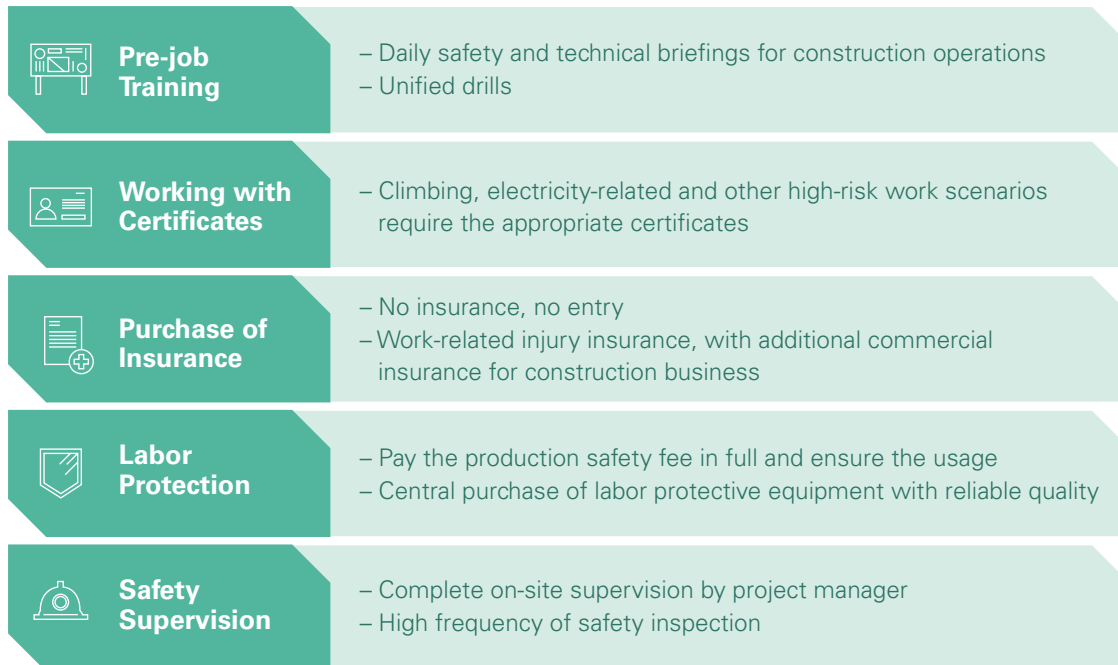 Pre-job
Training
– Daily safety and technical briefings for construction operations
– Unified drills
Working with
Certificates
– Climbing, electricity-related and other high-risk work scenarios
require the appropriate certificates
Purchase of
Insurance
– No insurance, no entry
– Work-related injury insurance, with additional commercial
insurance for construction business
Labor
Protection
– Pay the production safety fee in full and ensure the usage
– Central purchase of labor protective equipment with reliable quality
Safety
Supervision
– Complete on-site supervision by project manager
– High frequency of safety inspection